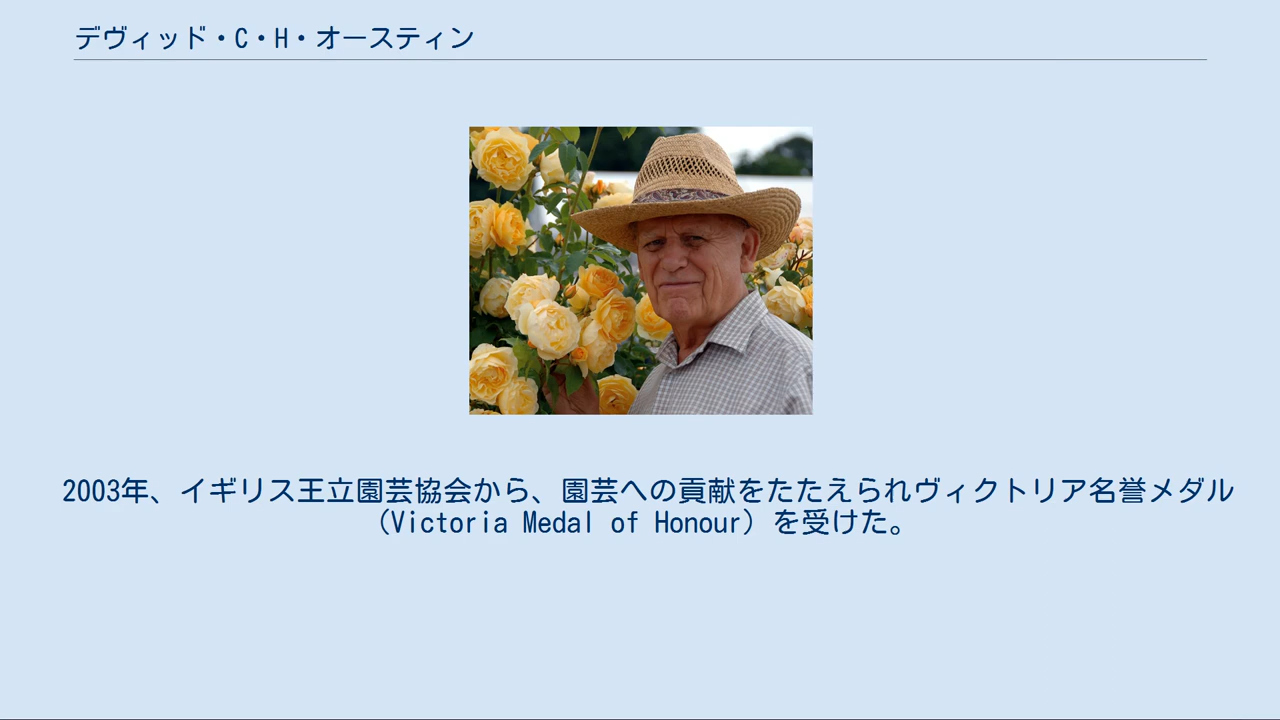 デヴィッド・C・H・オースティン
2003年、イギリス王立園芸協会から、園芸への貢献をたたえられヴィクトリア名誉メダル
（Victoria Medal of Honour）を受けた。